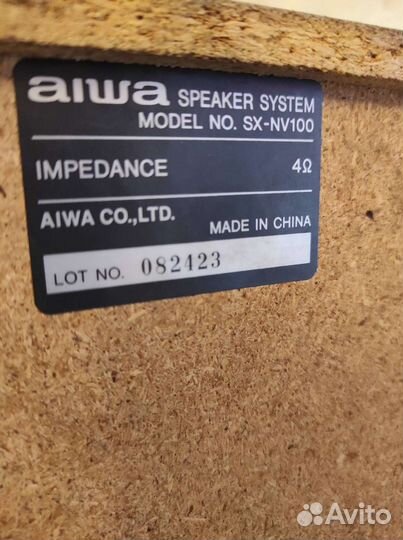 aiwa SPEAKER SYSTEM
MODEL NO. SX-NV100
IMPEDANCE 4Ω
AIWA CO.,LTD. MADE IN CHINA
LOT NO. 082423
Avito